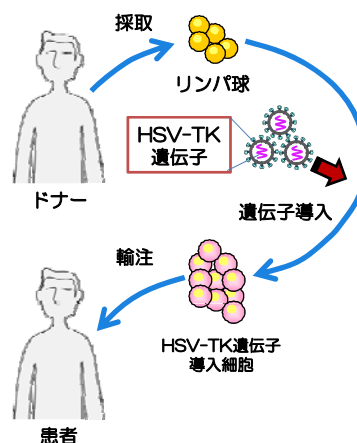 採取
リンパ球
HSV-TK
遺伝子
ドナー
遺伝子導入
輸注
HSV-TK遺伝子
導入細胞
患者